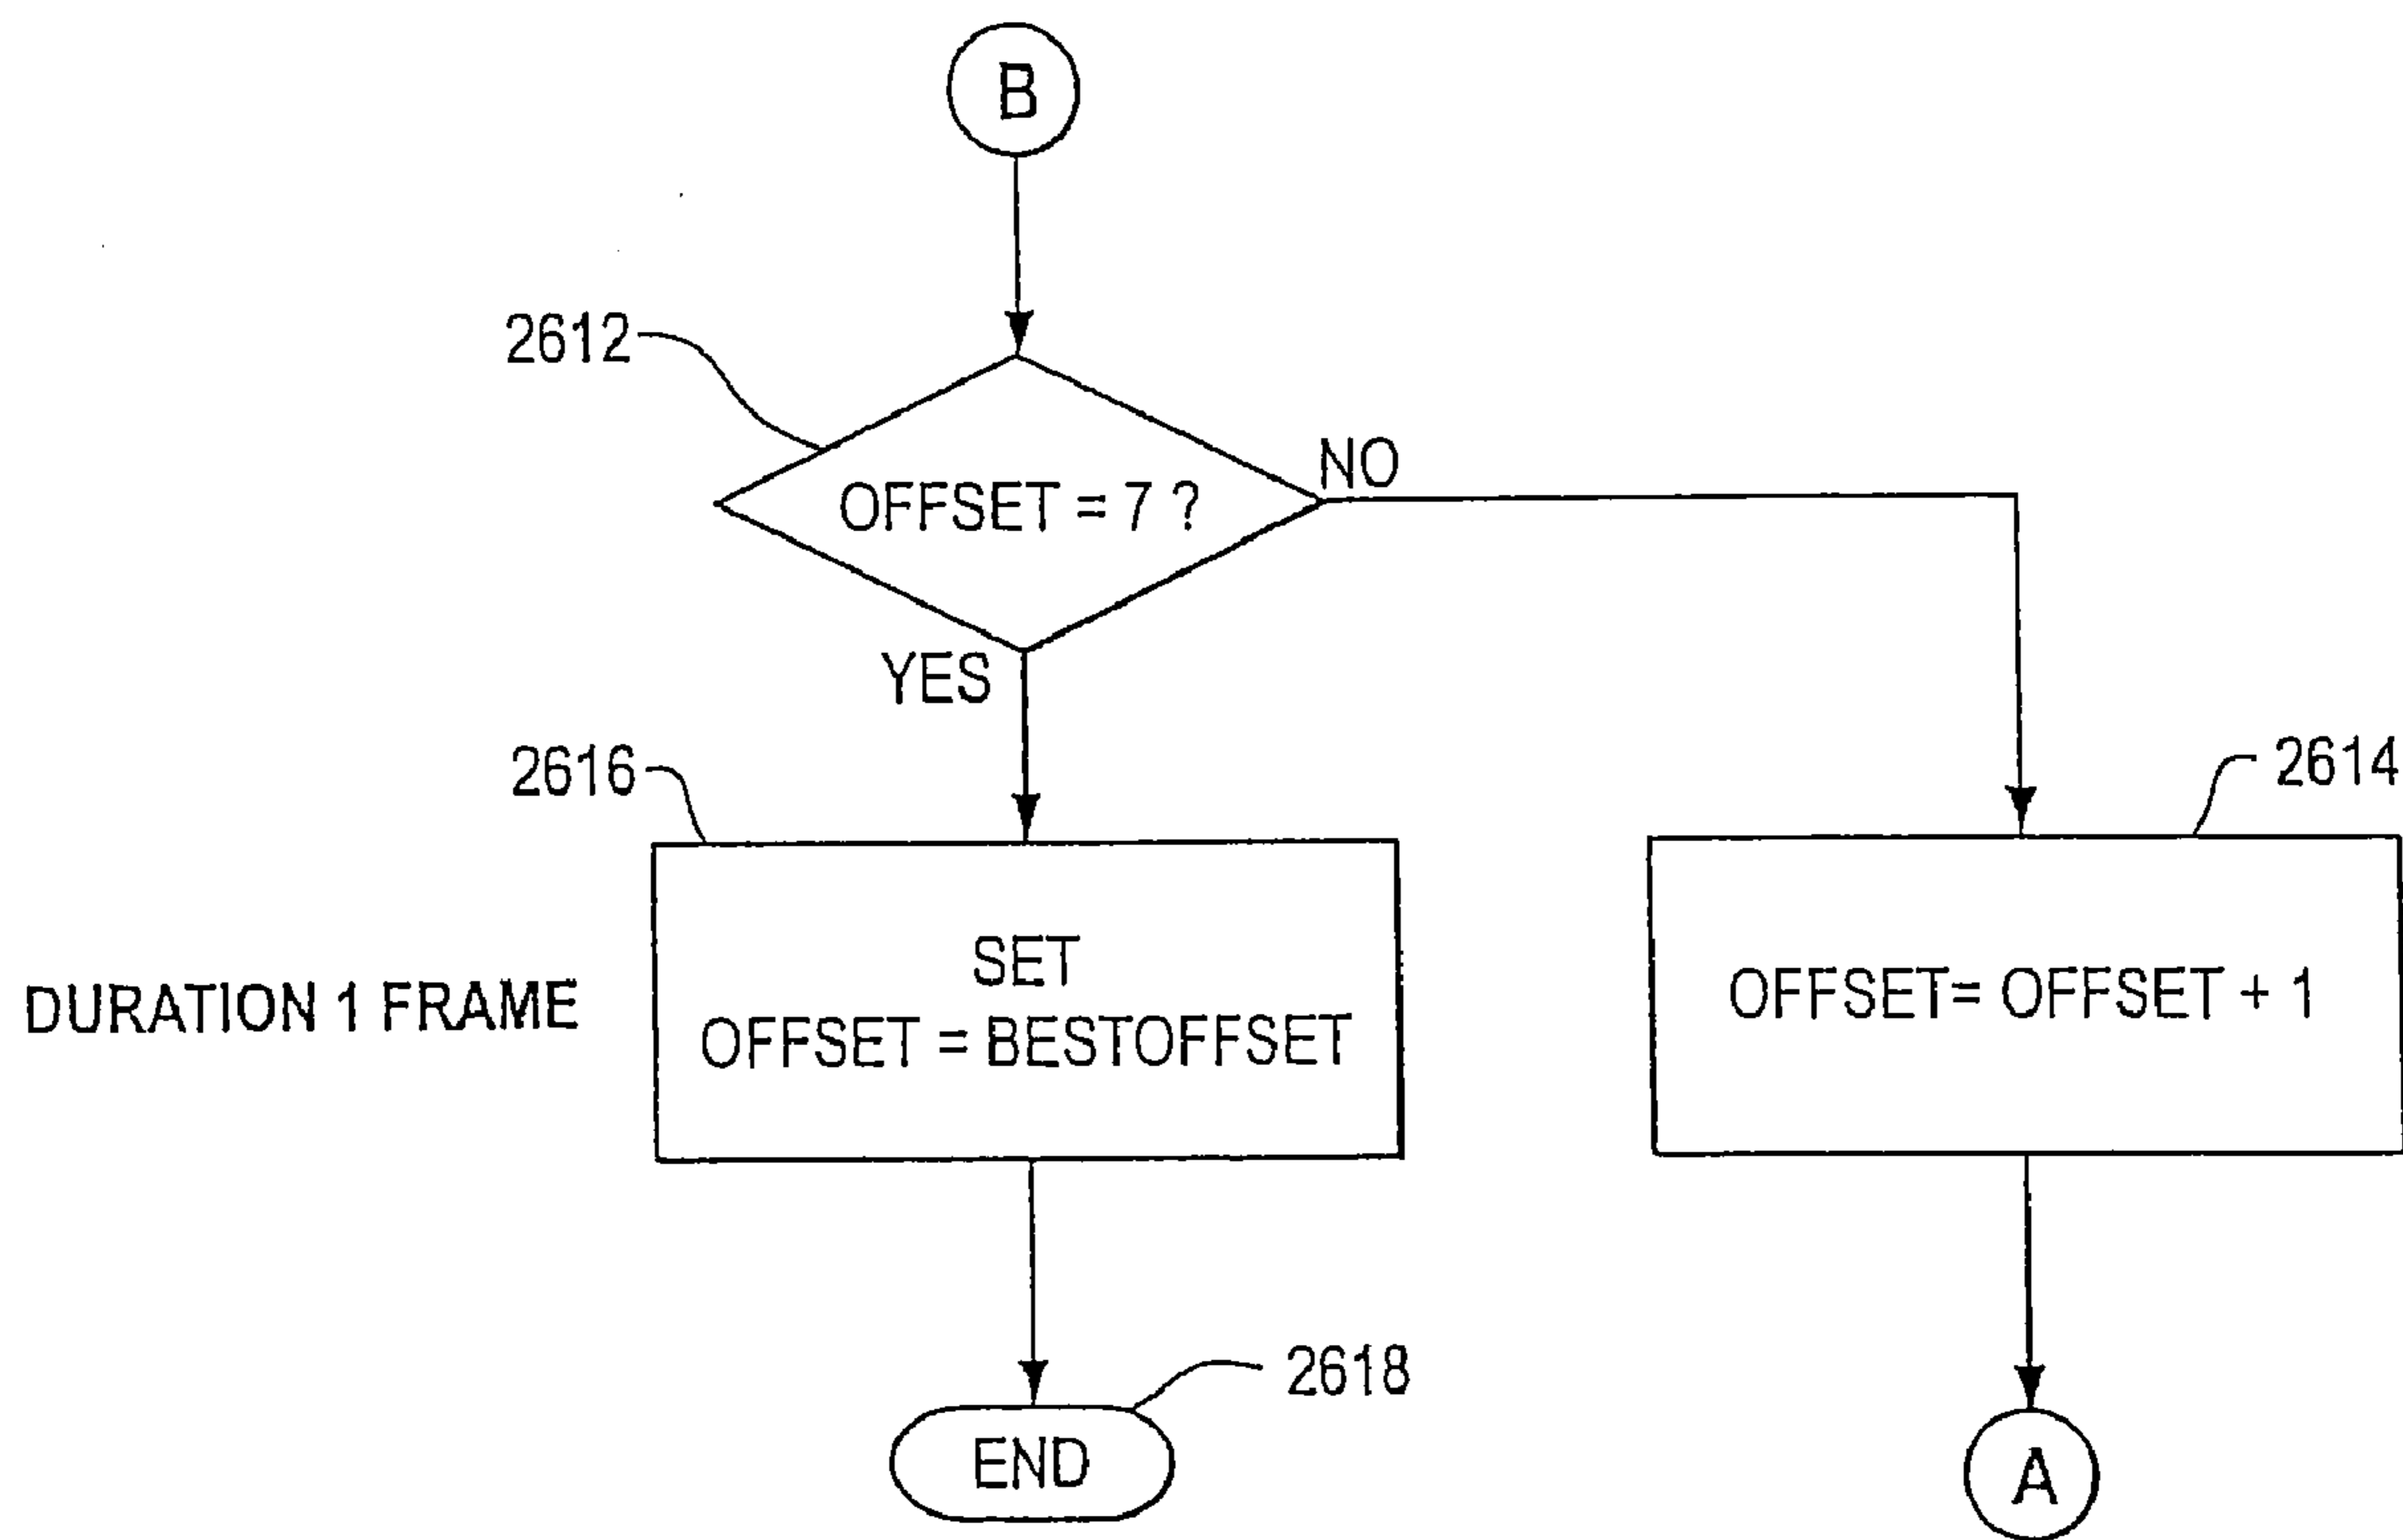 B
2612
OFFSET = 7 ?
NO
YES
2616
2614
DURATION 1 FRAME
SET
OFFSET = BESTOFFSET
OFFSET= OFFSET + 1
2618
END
A